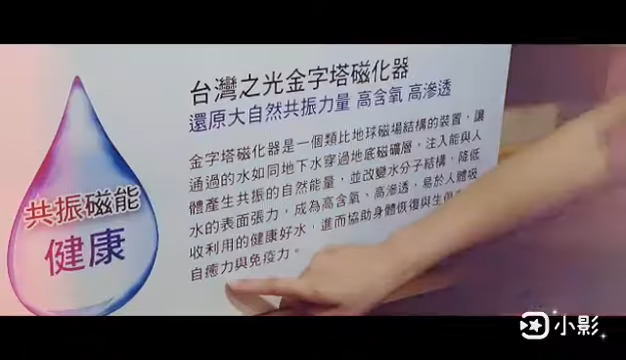 台灣之光金字塔磁化器
還原大自然共振力量 高含氧 高滲透
金字塔磁化器是一個類比地球磁場結構的裝置,讓
通過的水如同地下水穿過地底磁礦層,注入能與人
體產生共振的自然能量,並改變水分子結構,降低
水的表面張力,成為高含氧、高滲透,易於人體吸
收利用的健康好水,進而協助身體恢復與生俱
自癒力與免疫力。
共振磁能
健康
小影